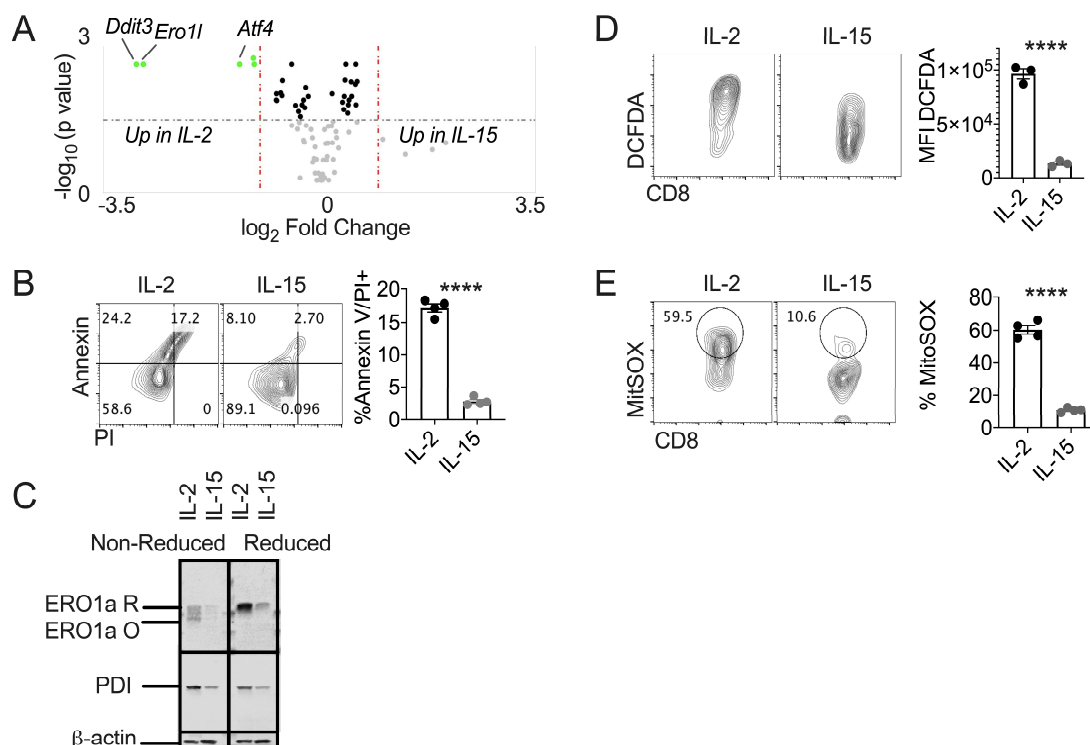 A
3
Ddit3
Ero1l
Atf4
-log10 (p value)
Up in IL-2
Up in IL-15
0
-3.5
0
3.5
log2 Fold Change
B
IL-2
IL-15
24.2
17.2
8.10
2.70
58.6
0
89.1
0.096
Annexin
PI
%Annexin V/PI+
20
15
10
5
0
****
IL-2
IL-15
C
IL-2
IL-15
IL-2
IL-15
Non-Reduced
Reduced
ERO1a R
ERO1a O
PDI
β-actin
D
IL-2
IL-15
DCFDA
CD8
MFI DCFDA
1×10⁵
5×10⁴
0
****
IL-2
IL-15
E
IL-2
IL-15
59.5
10.6
MitSOX
CD8
% MitoSOX
80
60
40
20
0
****
IL-2
IL-15